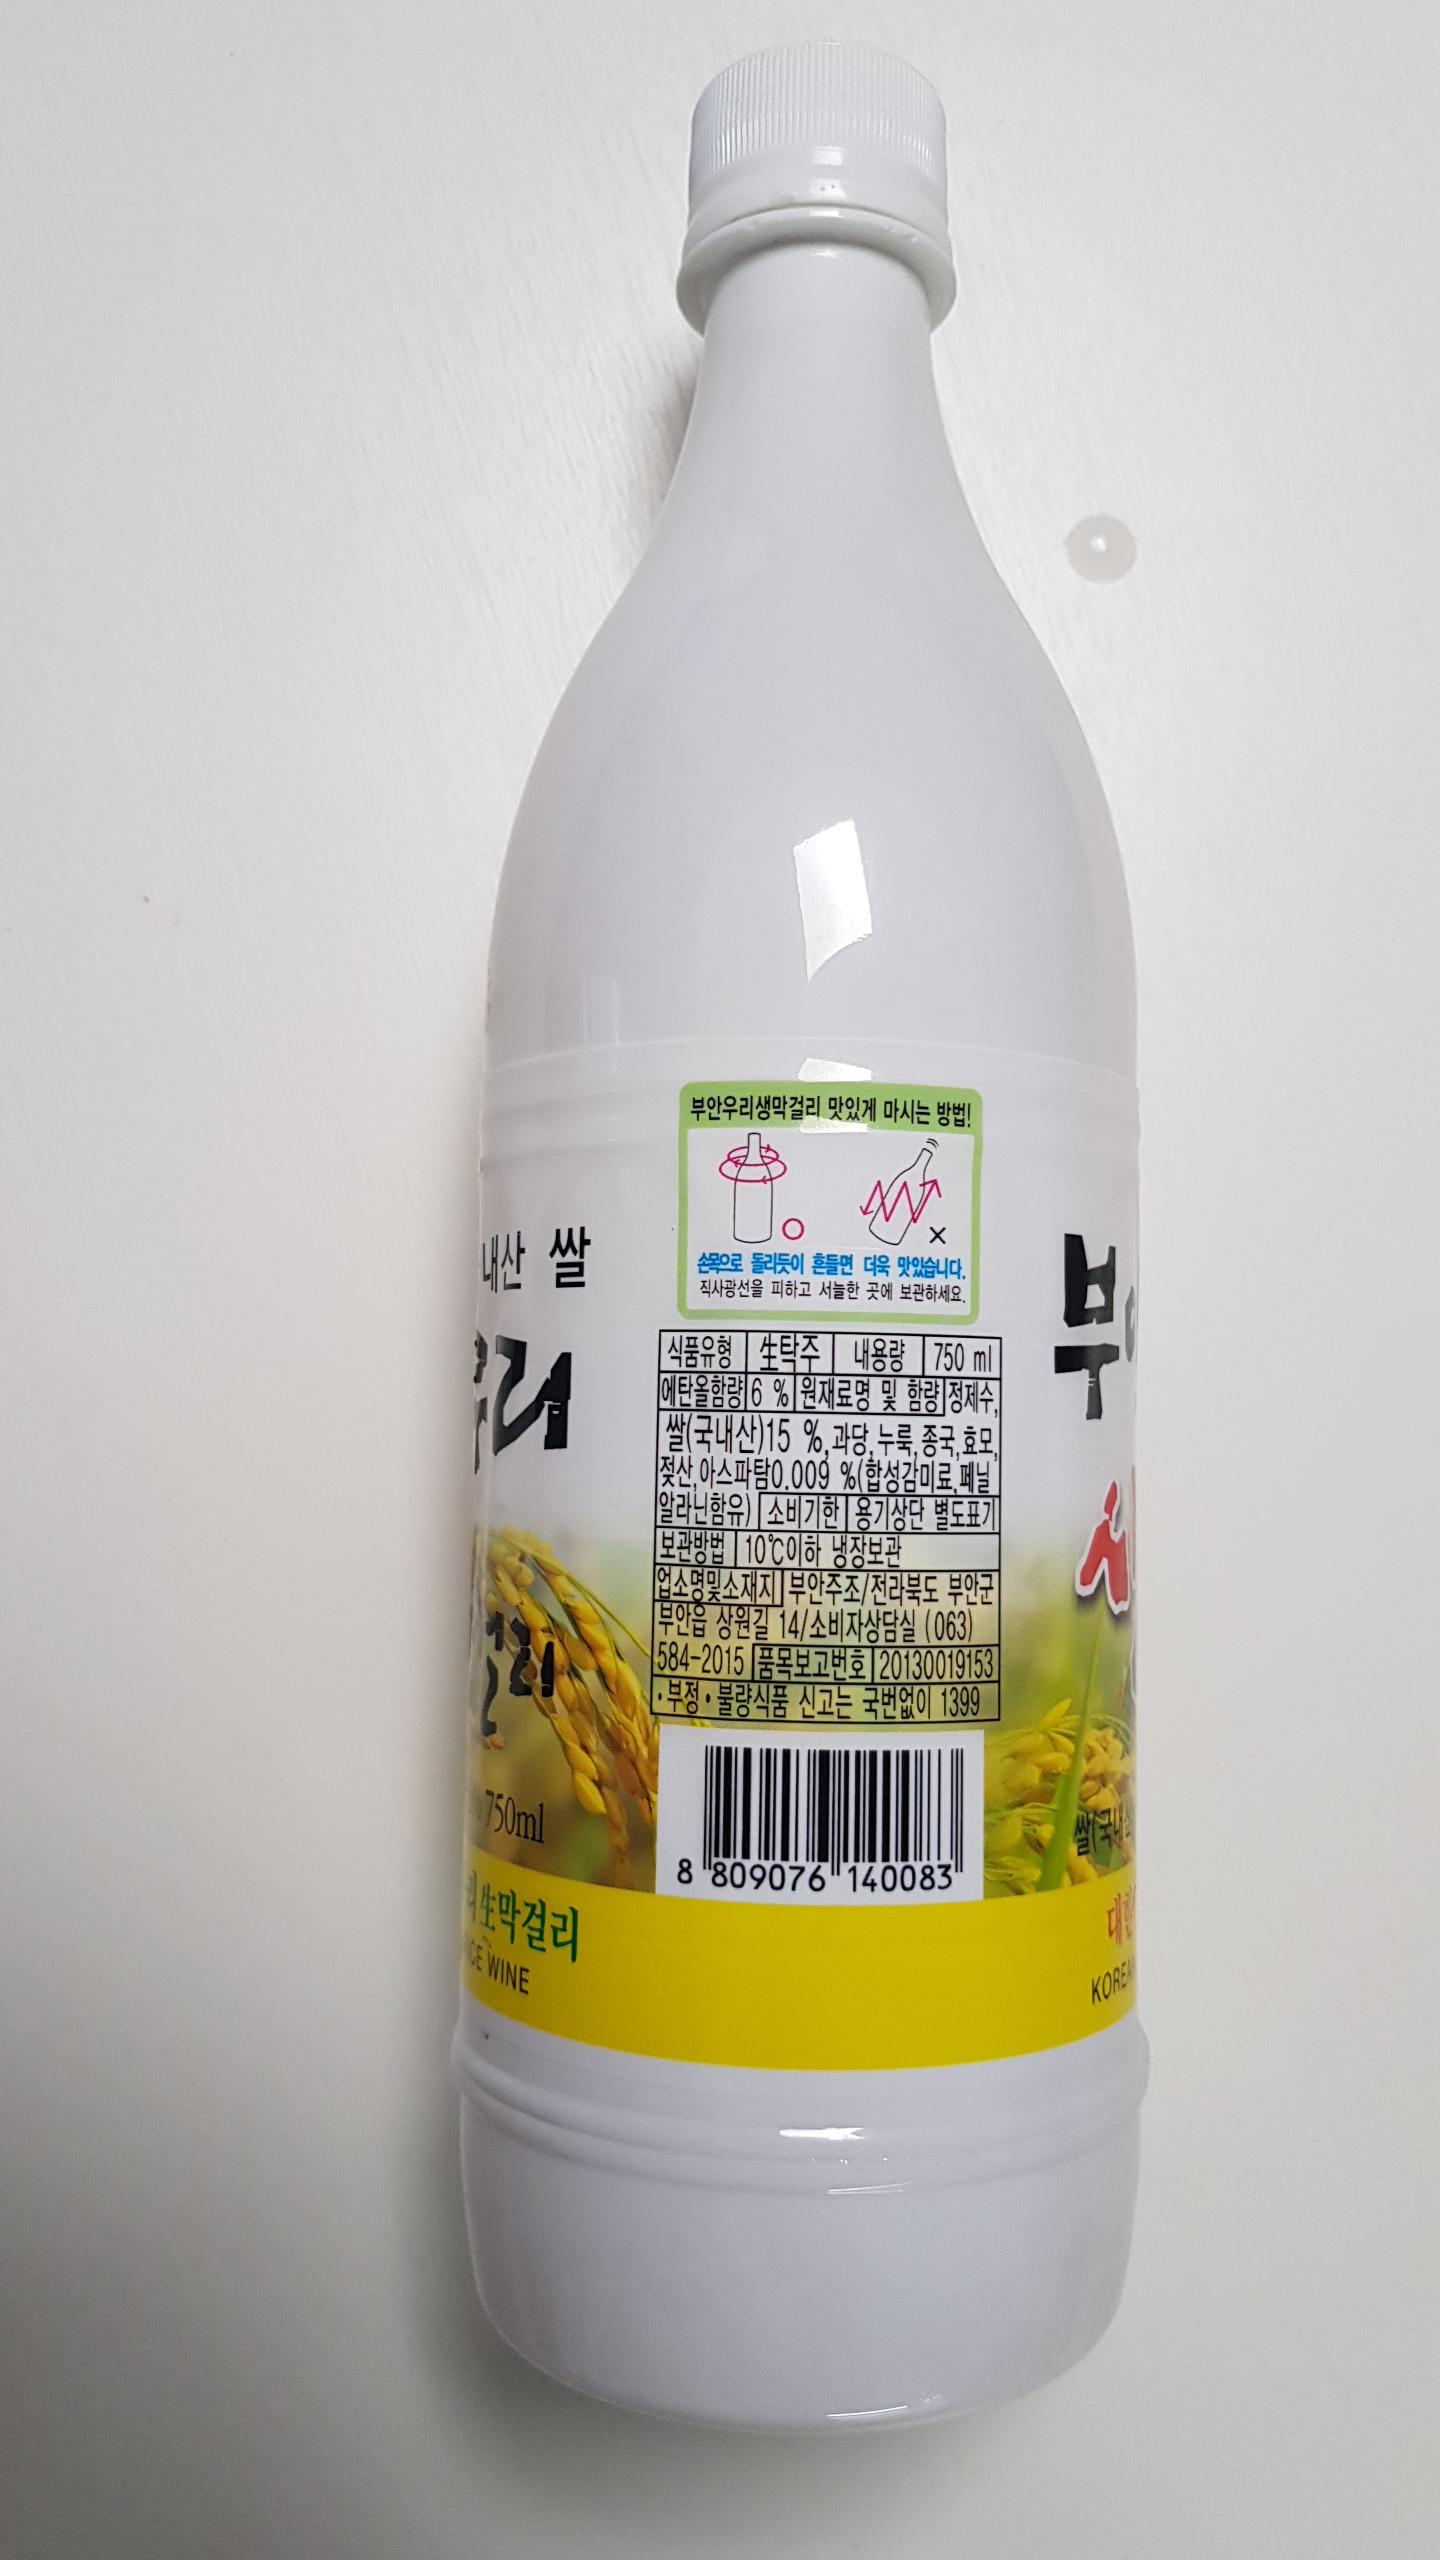 부안우리생막걸리 맛있게 마시는 방법!
손목으로 돌리듯이 흔들면 더욱 맛있습니다.
직사광선을 피하고 서늘한 곳에 보관하세요.
내산 쌀
우리
750ml
生막걸리
WINE
식품유형 生탁주 내용량 750 ml
에탄올함량 6 % 원재료명 및 함량 정제수,
쌀(국내산)15 %,과당,누룩,종국,효모,
젖산,아스파탐0.009 %(합성감미료,페닐
알라닌함유) 소비기한 용기상단 별도표기
보관방법 10℃이하 냉장보관
업소명및소재지 부안주조/전라북도 부안군
부안읍 상원길 14/소비자상담실 (063)
584-2015 품목보고번호 20130019153
•부정•불량식품 신고는 국번없이 1399
8 809076 140083
부
쌀(국내산
KOREA